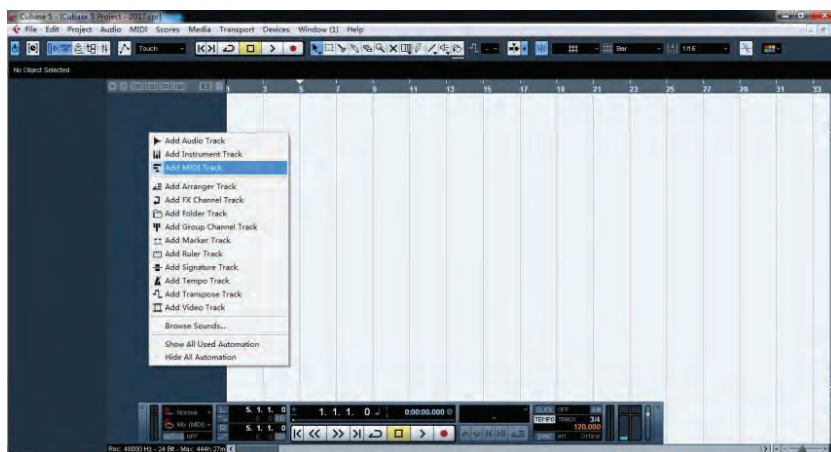 Cubase 5 - [Cubase 5 Project - 2017.cpr]
File Edit Project Audio MIDI Scores Media Transport Devices Window (1) Help
Touch Bar 1/16
No Object Selected
1 3 5 7 9 11 13 15 17 19 21 23 25 27 29 31 33
Add Audio Track
Add Instrument Track
Add MIDI Track
Add Arranger Track
Add FX Channel Track
Add Folder Track
Add Group Channel Track
Add Marker Track
Add Ruler Track
Add Signature Track
Add Tempo Track
Add Transpose Track
Add Video Track
Browse Sounds...
Show All Used Automation
Hide All Automation
Normal L 5. 1. 1. 0 1. 1. 1. 0 0:00:00.000 CLICK OFF
TEMPO TRACK 3/4
Mix (MIDI) R 5. 1. 1. 0 120.000
AUTO Q OFF SYNC INT. Offline
Rec: 48000 Hz - 24 Bit - Max: 444h 27m